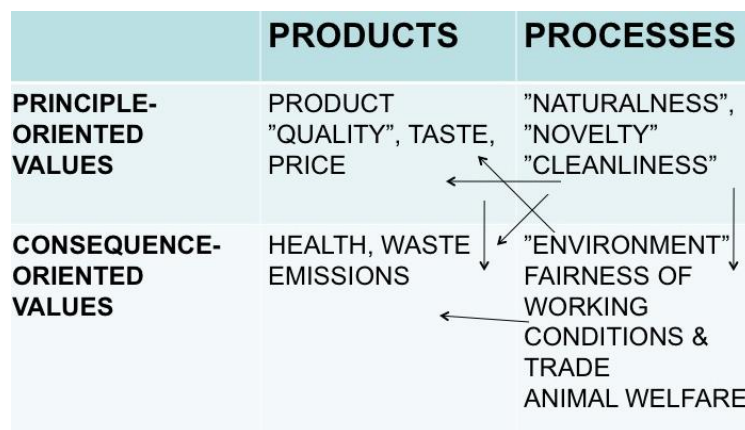 PRODUCTS PROCESSES
PRINCIPLE-
ORIENTED
VALUES
PRODUCT
”QUALITY”, TASTE,
PRICE
”NATURALNESS”,
”NOVELTY”
”CLEANLINESS”
CONSEQUENCE-
ORIENTED
VALUES
HEALTH, WASTE
EMISSIONS
”ENVIRONMENT”
FAIRNESS OF
WORKING
CONDITIONS &
TRADE
ANIMAL WELFARE